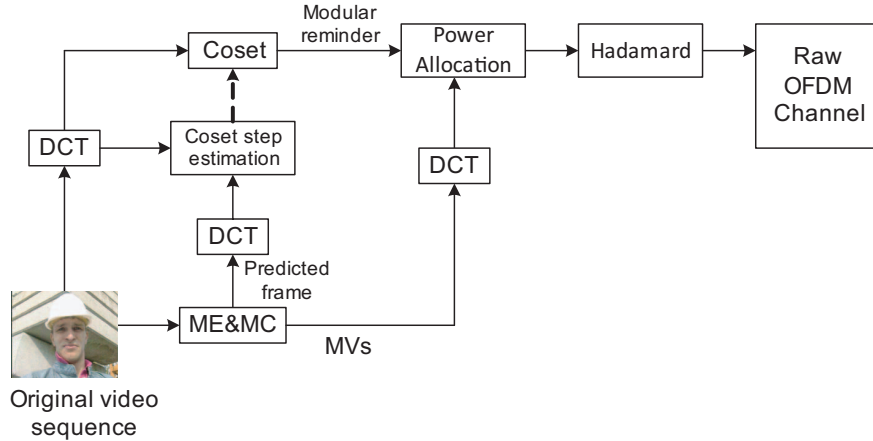 Coset
Modular
reminder
Power
Allocation
Hadamard
Raw
OFDM
Channel
DCT
Coset step
estimation
DCT
DCT
Predicted
frame
ME&MC
MVs
Original video
sequence